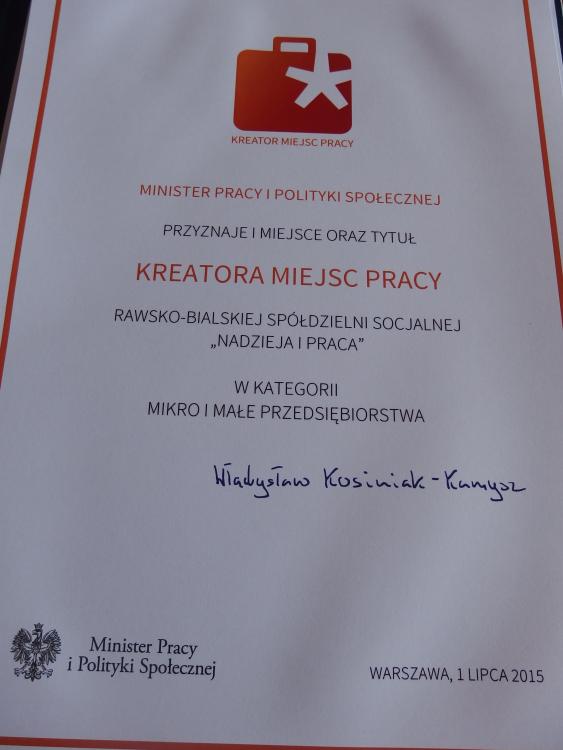 KREATOR MIEJSC PRACY
MINISTER PRACY I POLITYKI SPOŁECZNEJ
PRZYZNAJE I MIEJSCE ORAZ TYTUŁ
KREATORA MIEJSC PRACY
RAWSKO-BIALSKIEJ SPÓŁDZIELNI SOCJALNEJ
„NADZIEJA I PRACA”
W KATEGORII
MIKRO I MAŁE PRZEDSIĘBIORSTWA
Władysław Kosiniak-Kamysz
Minister Pracy
i Polityki Społecznej
WARSZAWA, 1 LIPCA 2015